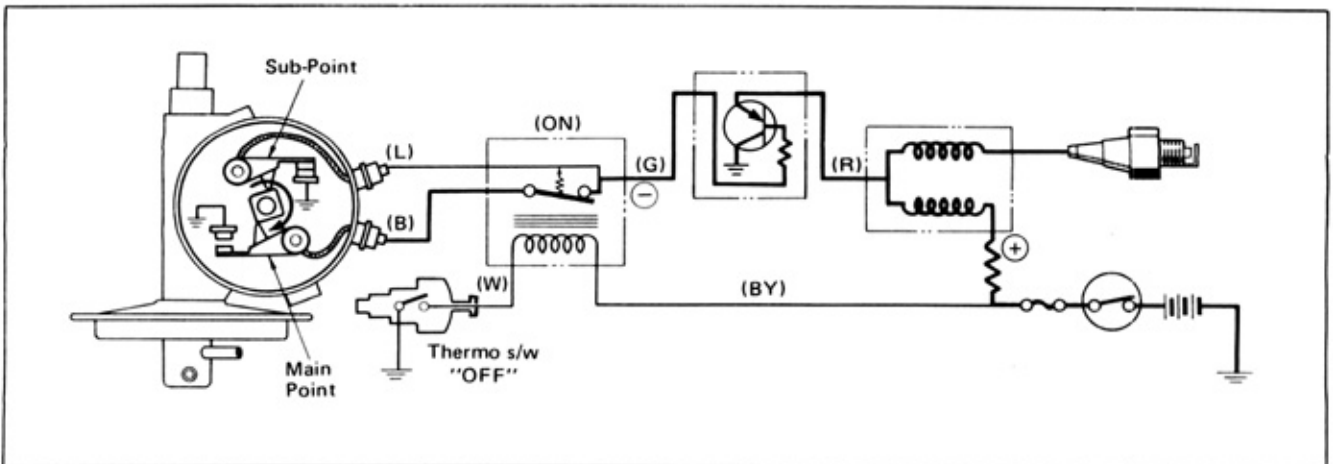 Sub-Point
(ON)
(L)
(G)
(R)
−
(B)
+
(W)
(BY)
Thermo s/w
"OFF"
Main
Point